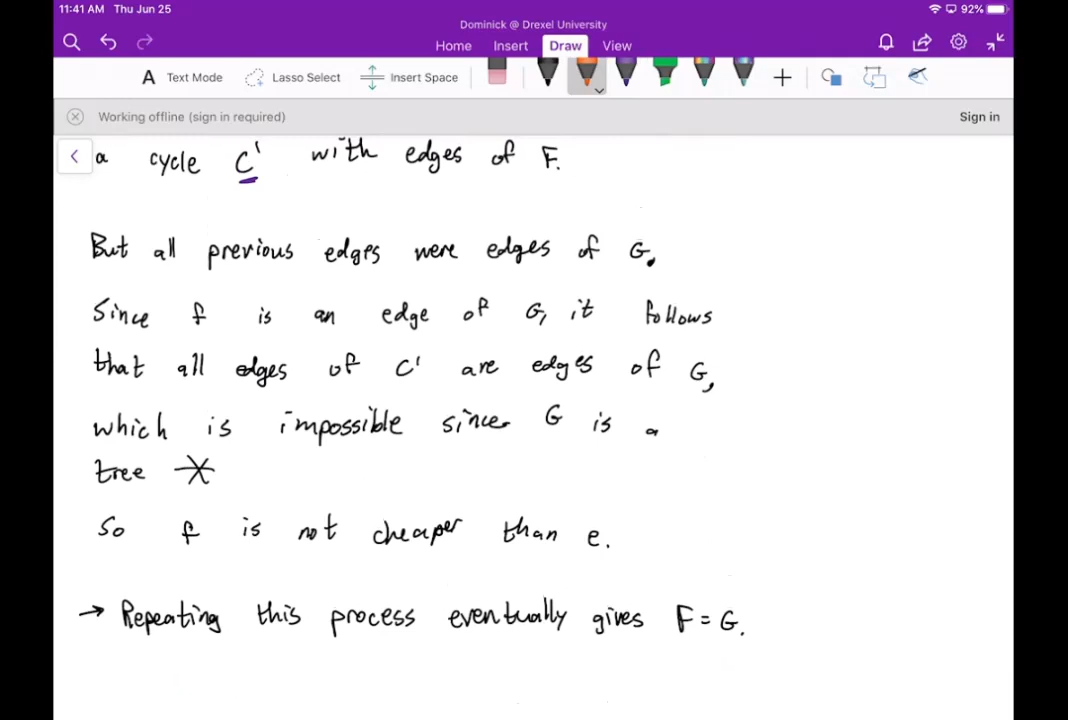 11:41 AM Thu Jun 25
92%
Dominick @ Drexel University
Home Insert Draw View
A Text Mode Lasso Select Insert Space
Working offline (sign in required) Sign in
a cycle C' with edges of F.
But all previous edges were edges of G.
Since f is an edge of G, it follows
that all edges of C' are edges of G,
which is impossible since G is a
tree
So f is not cheaper than e.
→ Repeating this process eventually gives F = G.